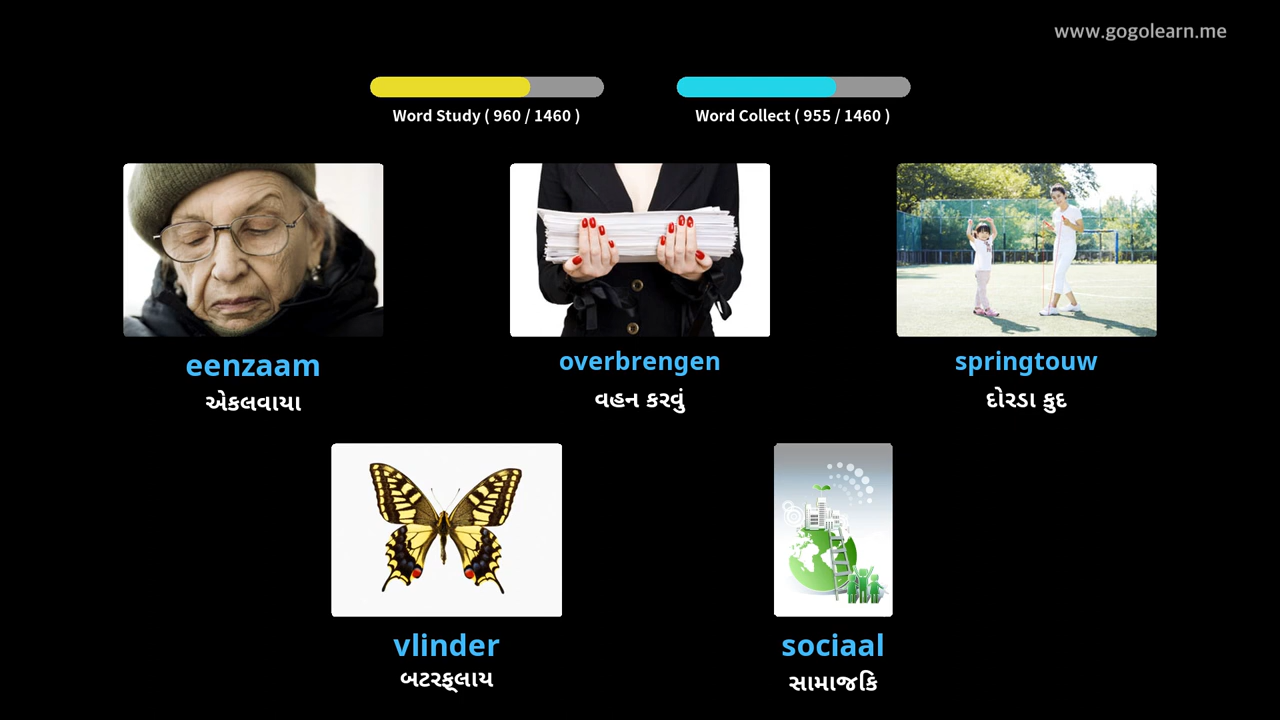 www.gogolearn.me
Word Study ( 960 / 1460 )
Word Collect ( 955 / 1460 )
eenzaam
overbrengen
springtouw
એકલવાયા
વહન કરવું
દોરડા કુદ
vlinder
sociaal
બટરફ્લાય
સામાજકિ